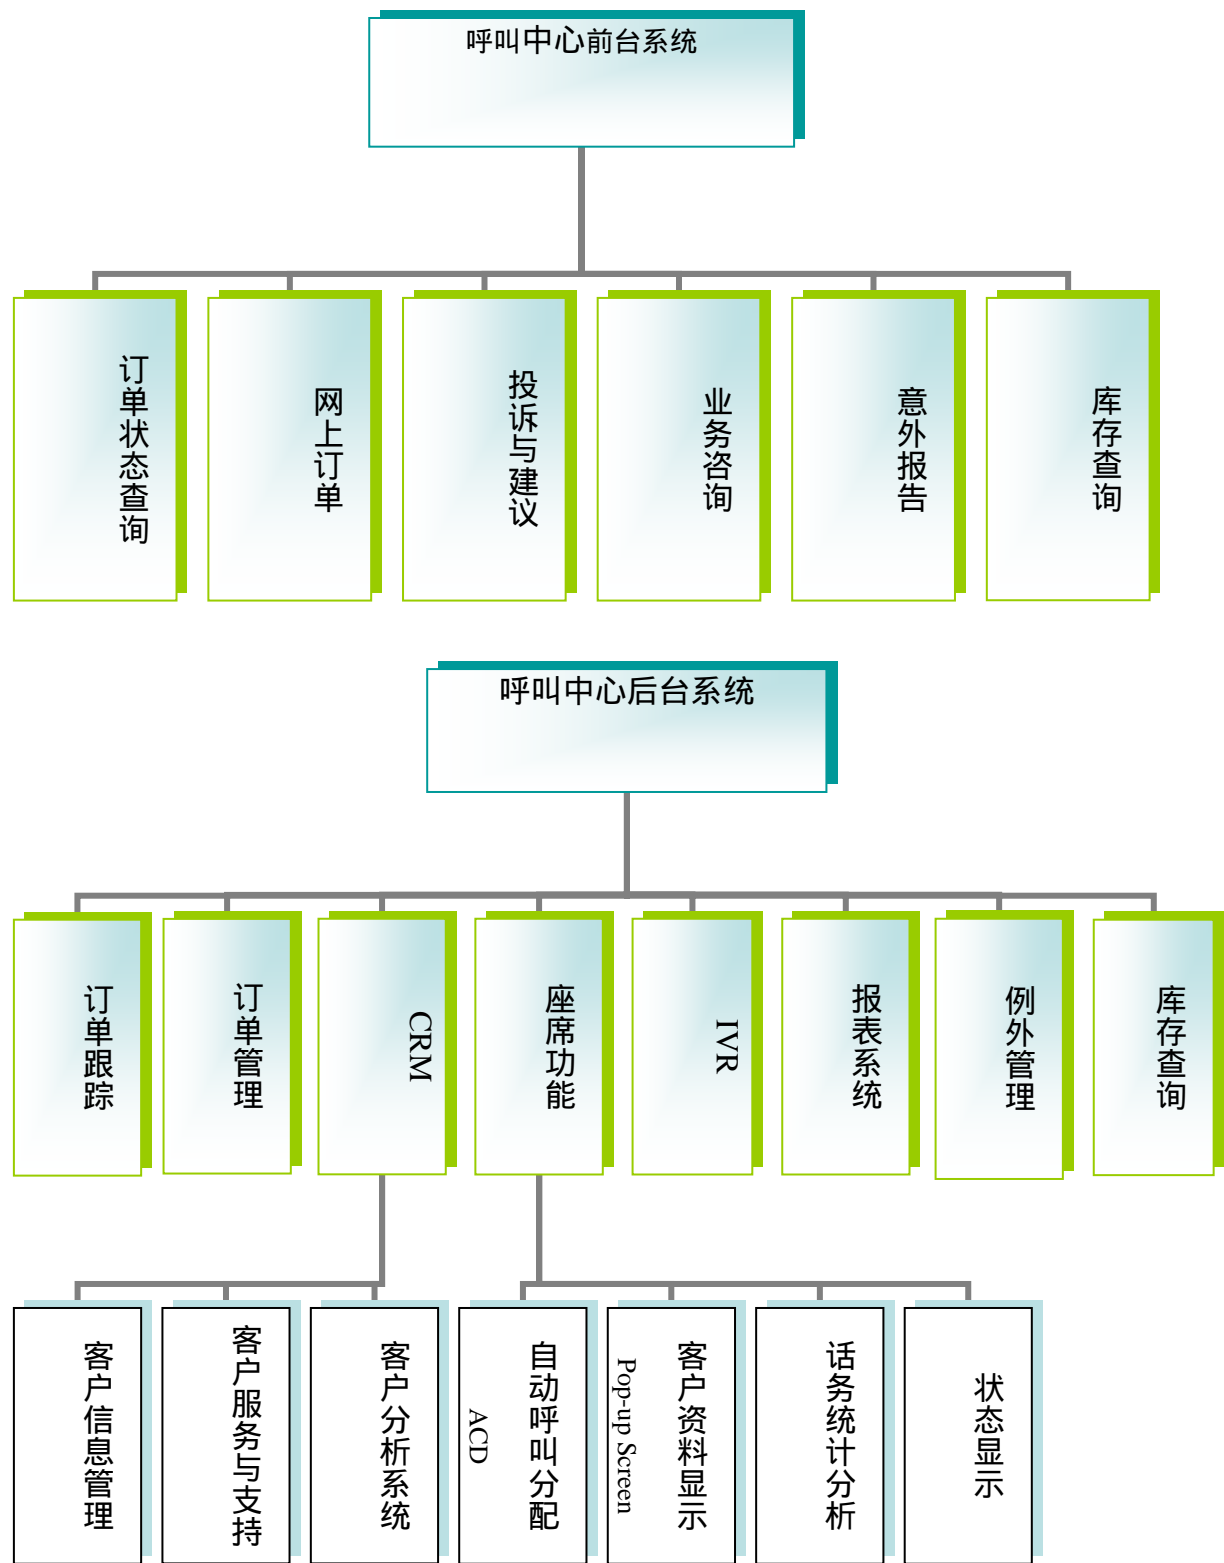 呼叫中心前台系统
订单状态查询
网上订单
投诉与建议
业务咨询
意外报告
库存查询
呼叫中心后台系统
订单跟踪
订单管理
CRM
座席功能
IVR
报表系统
例外管理
库存查询
客户信息管理
客户服务与支持
客户分析系统
自动呼叫分配
ACD
客户资料显示
Pop-up Screen
话务统计分析
状态显示